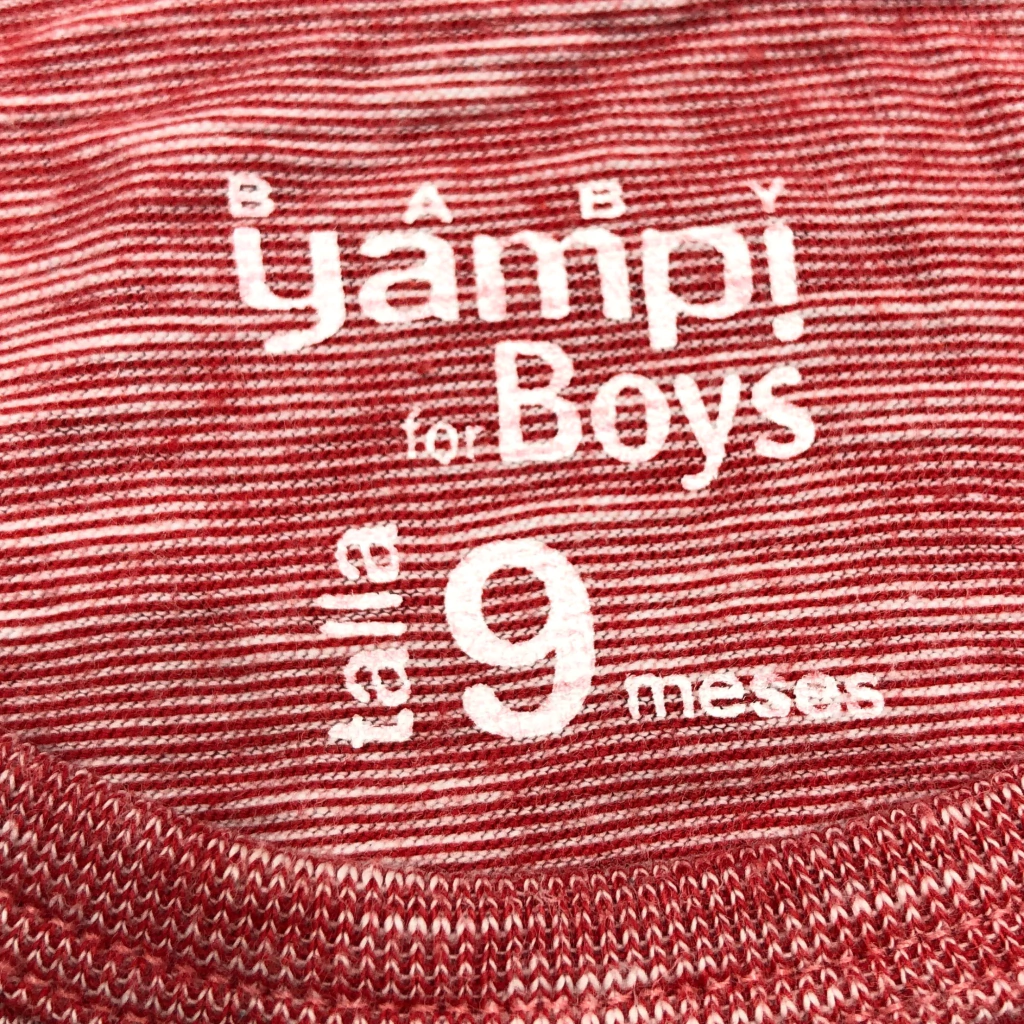 BABY
yampi
for Boys
talla 9 meses